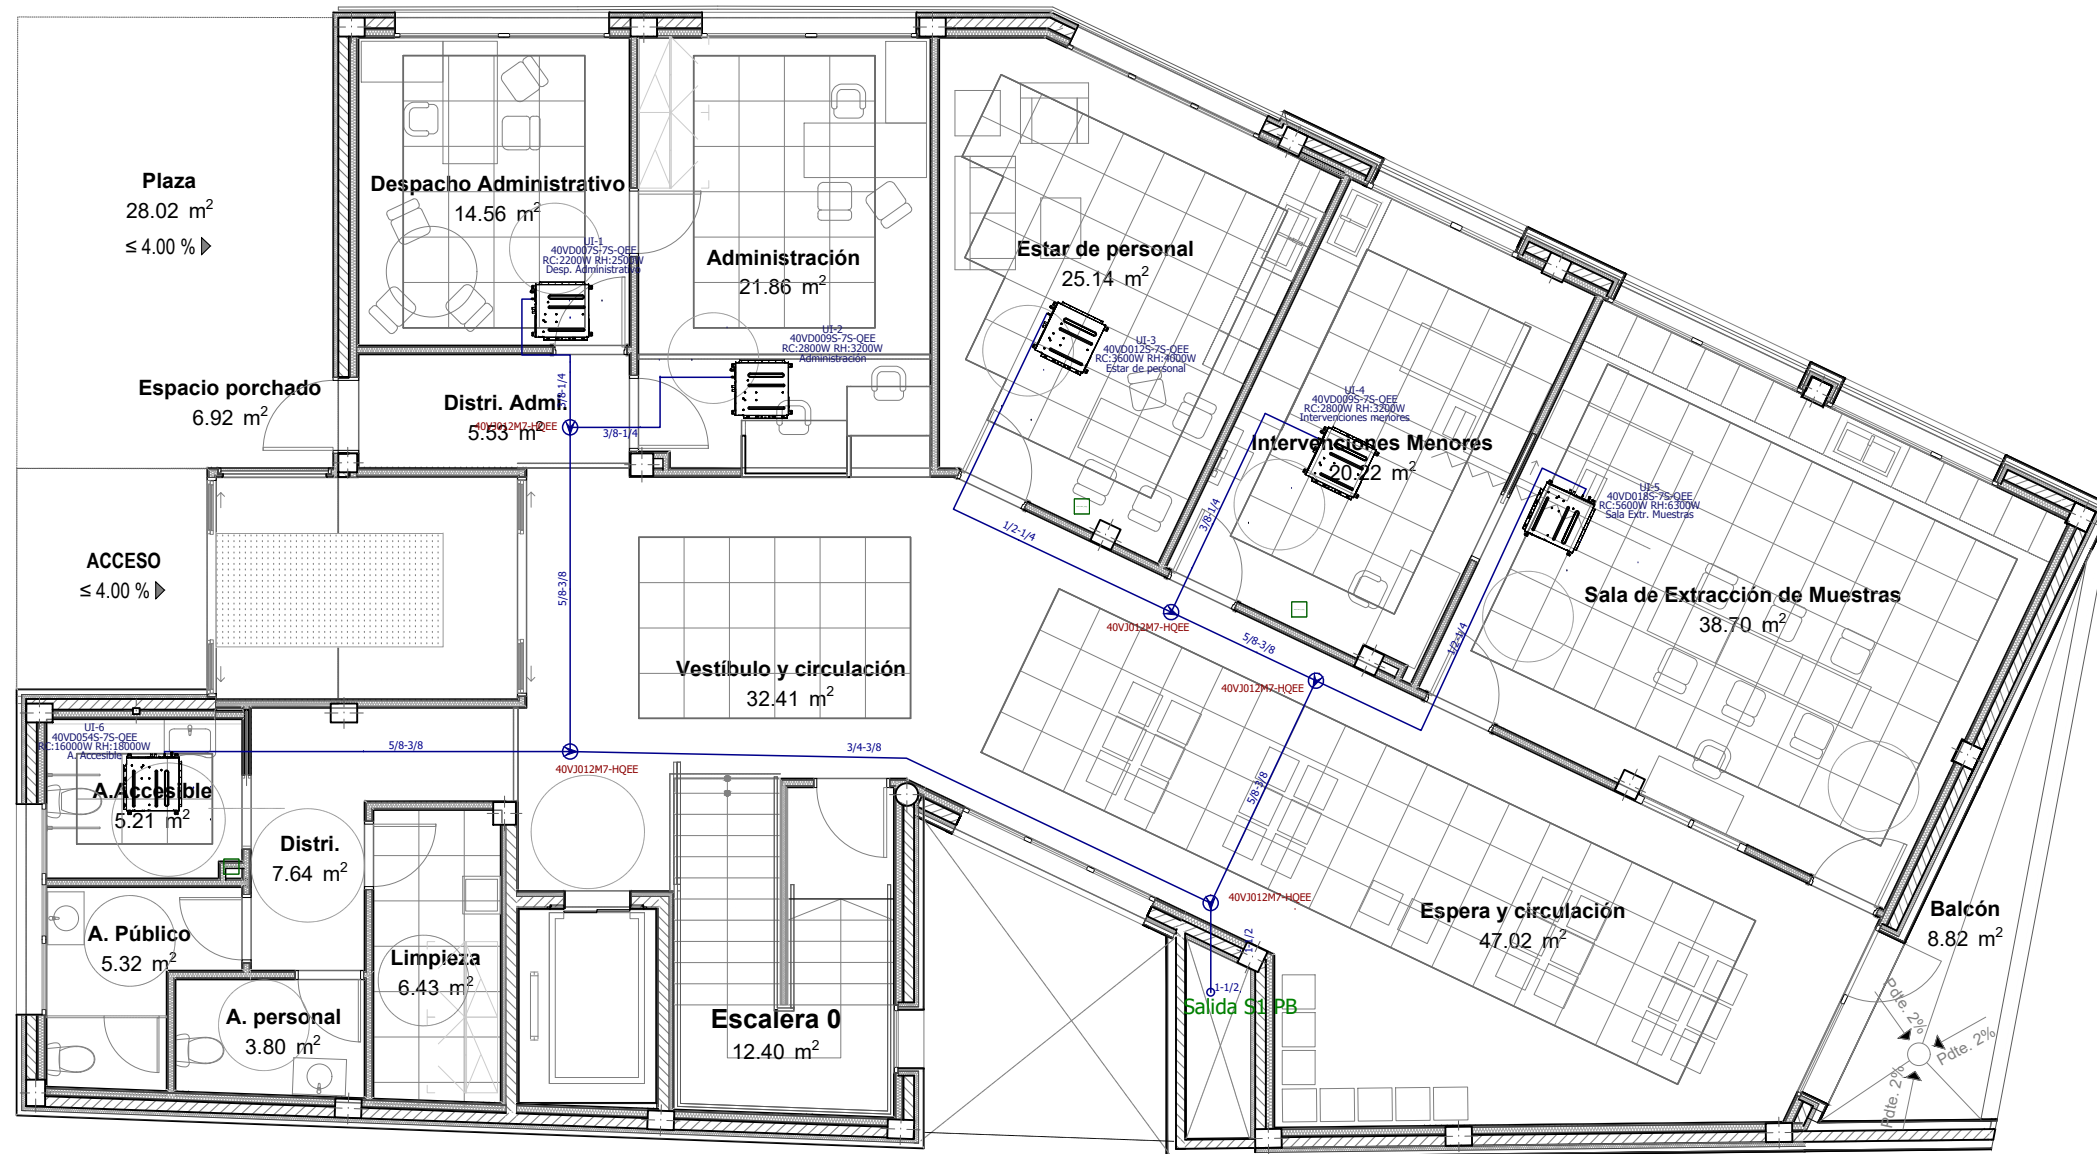 Plaza
28.02 m²
≤ 4.00 %
Despacho Administrativo
14.56 m²
UI-1
40VD007S-7S-QEE
RC:2200W RH:2500W
Desp. Administrativo
Administración
21.86 m²
UI-2
40VD009S-7S-QEE
RC:2800W RH:3200W
Administración
Estar de personal
25.14 m²
UI-3
40VD012S-7S-QEE
RC:3600W RH:4000W
Estar de personal
UI-4
40VD009S-7S-QEE
RC:2800W RH:3200W
Intervenciones menores
Intervenciones Menores
20.22 m²
UI-5
40VD018S-7S-QEE
RC:5600W RH:6300W
Sala Extr. Muestras
Sala de Extracción de Muestras
38.70 m²
Espacio porchado
6.92 m²
Distri. Admi.
5.53 m²
3/8-1/4
40VJ012M7-HQEE
3/8-1/4
1/2-1/4
3/8-1/4
40VJ012M7-HQEE
5/8-3/8
1/2-1/4
40VJ012M7-HQEE
5/8-3/8
ACCESO
≤ 4.00 %
5/8-3/8
Vestíbulo y circulación
32.41 m²
UI-6
40VD054S-7S-QEE
RC:16000W RH:18000W
A. Accesible
A.Accesible
5.21 m²
5/8-3/8
40VJ012M7-HQEE
3/4-3/8
Distri.
7.64 m²
A. Público
5.32 m²
Limpieza
6.43 m²
A. personal
3.80 m²
Escalera 0
12.40 m²
40VJ012M7-HQEE
1-1/2
1-1/2
Salida S1 PB
Espera y circulación
47.02 m²
Balcón
8.82 m²
Pdte. 2%
Pdte. 2%
Pdte. 2%